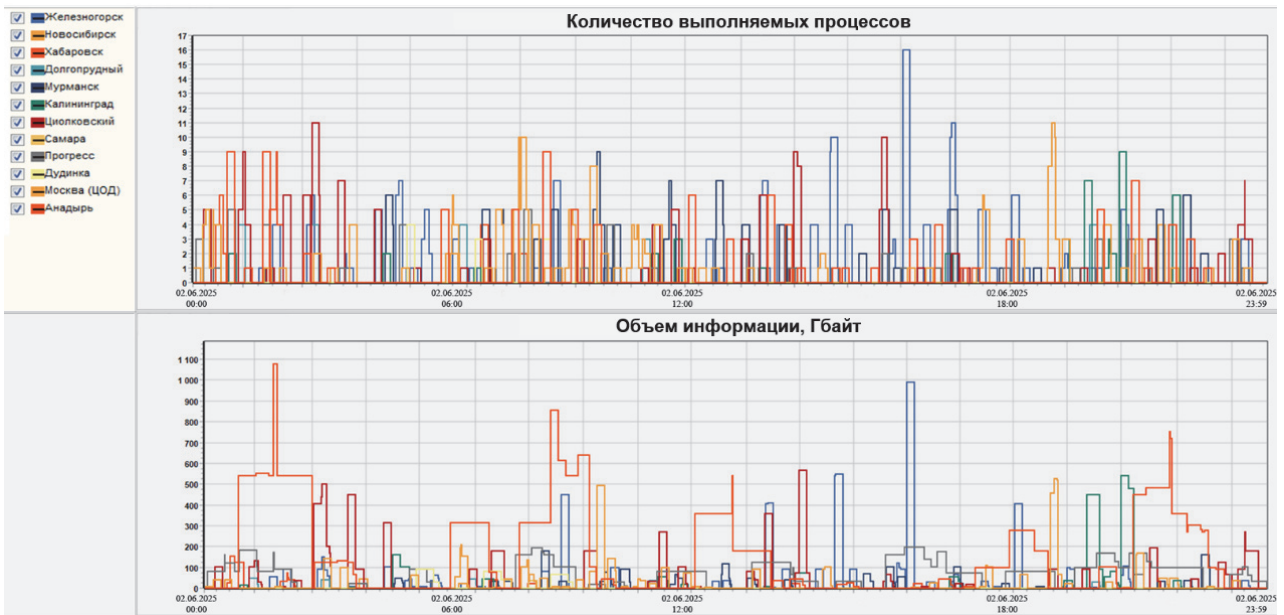 Железногорск
Новосибирск
Хабаровск
Долгопрудный
Мурманск
Калининград
Циолковский
Самара
Прогресс
Дудинка
Москва (ЦОД)
Анадырь
Количество выполняемых процессов
17
16
15
14
13
12
11
10
9
8
7
6
5
4
3
2
1
0
02.06.2025 02.06.2025 02.06.2025 02.06.2025 02.06.2025
00:00 06:00 12:00 18:00 23:59
Объем информации, Гбайт
1 100
1 000
900
800
700
600
500
400
300
200
100
0
02.06.2025 02.06.2025 02.06.2025 02.06.2025 02.06.2025
00:00 06:00 12:00 18:00 23:59